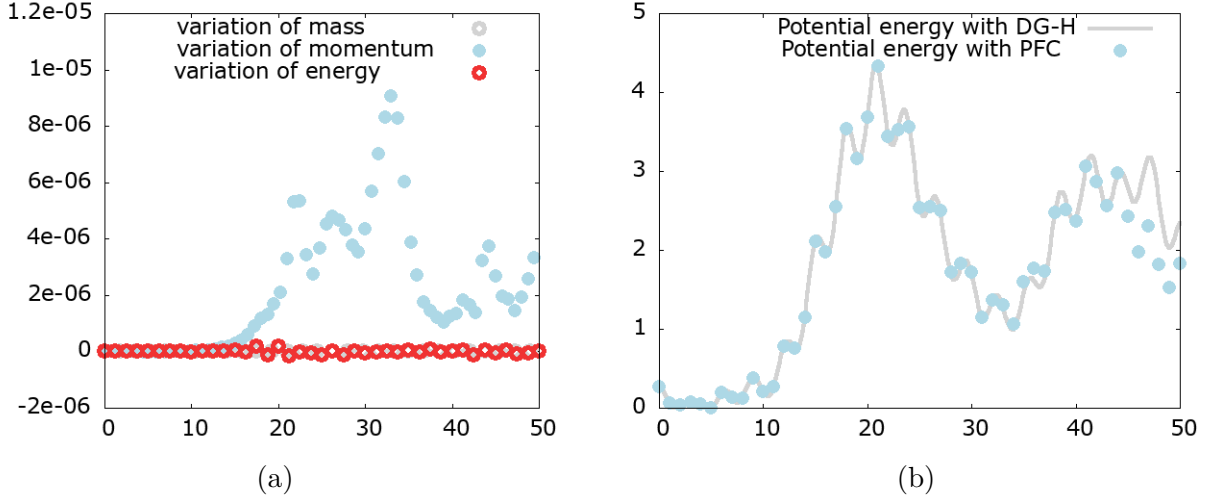 1.2e-05
1e-05
8e-06
6e-06
4e-06
2e-06
0
-2e-06
0 10 20 30 40 50
variation of mass
variation of momentum
variation of energy
(a)
5
4
3
2
1
0
0 10 20 30 40 50
Potential energy with DG-H
Potential energy with PFC
(b)